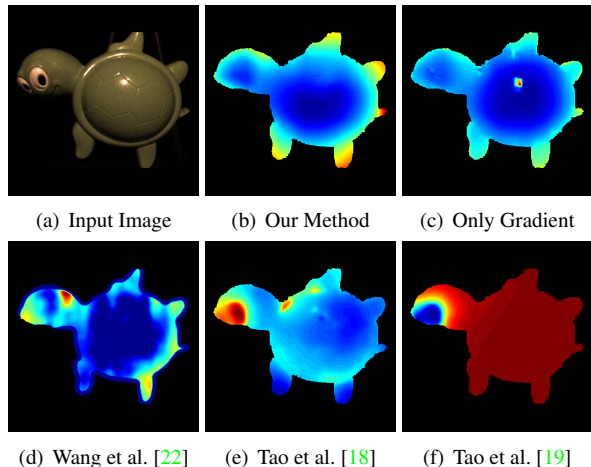 (a) Input Image
(b) Our Method
(c) Only Gradient
(d) Wang et al. [22]
(e) Tao et al. [18]
(f) Tao et al. [19]